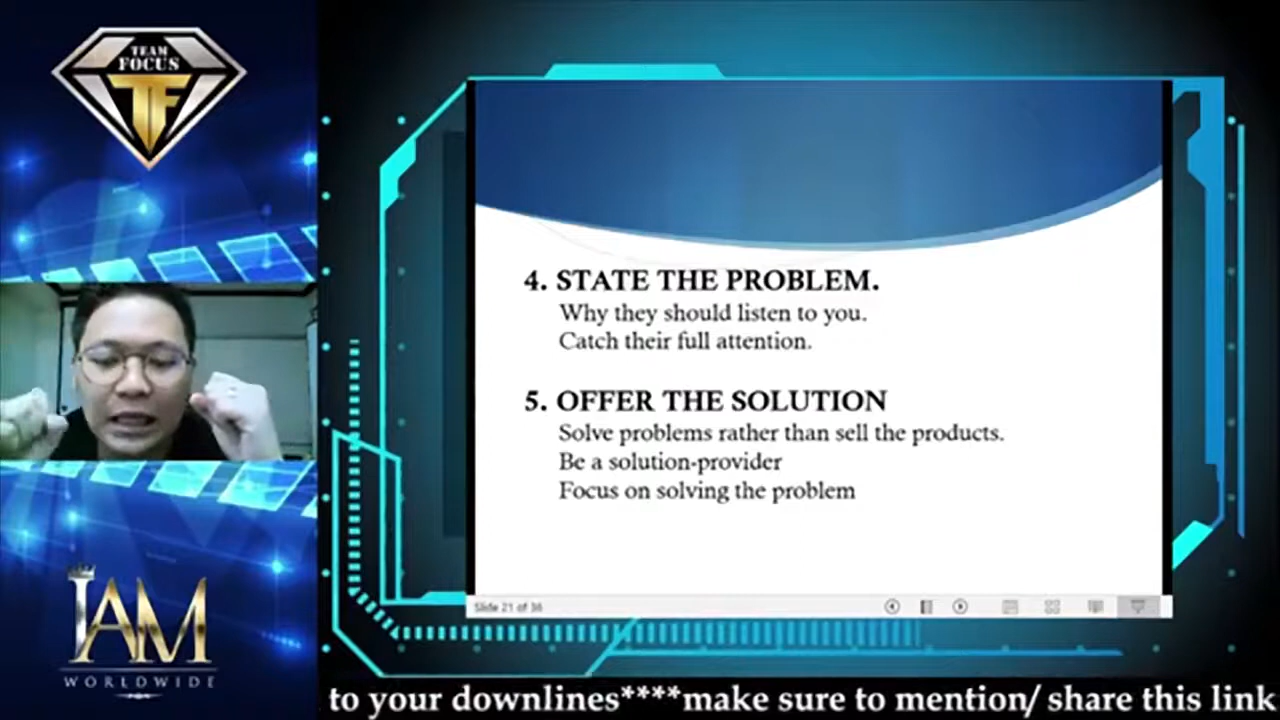 TEAM
FOCUS
TF
4. STATE THE PROBLEM.
Why they should listen to you.
Catch their full attention.
5. OFFER THE SOLUTION
Solve problems rather than sell the products.
Be a solution-provider
Focus on solving the problem
Slide 21 of 36
IAM
WORLDWIDE
to your downlines****make sure to mention/ share this link